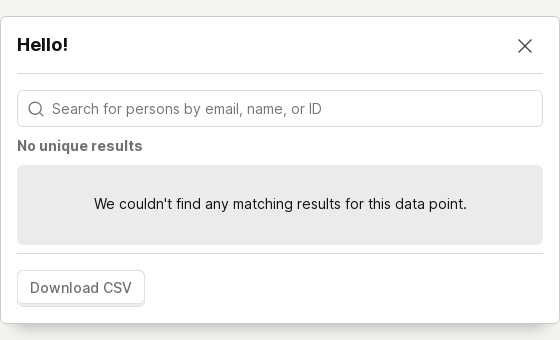 Hello!
Search for persons by email, name, or ID
No unique results
We couldn't find any matching results for this data point.
Download CSV